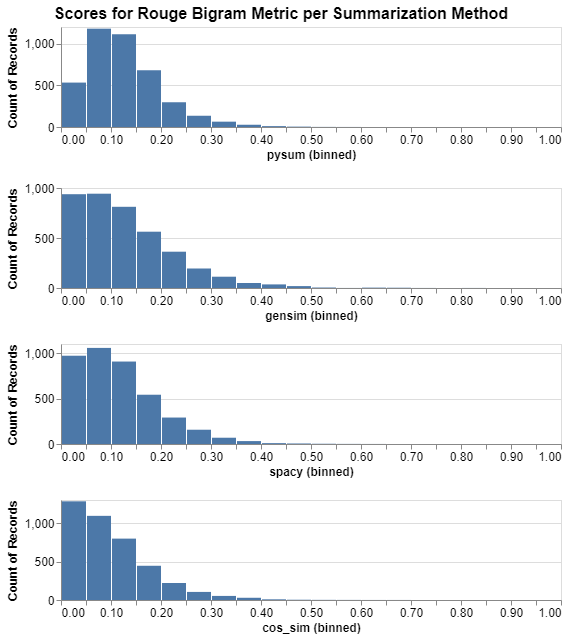 Scores for Rouge Bigram Metric per Summarization Method
Count of Records
1,000
500
0
0.00 0.10 0.20 0.30 0.40 0.50 0.60 0.70 0.80 0.90 1.00
pysum (binned)
Count of Records
1,000
500
0
0.00 0.10 0.20 0.30 0.40 0.50 0.60 0.70 0.80 0.90 1.00
gensim (binned)
Count of Records
1,000
500
0
0.00 0.10 0.20 0.30 0.40 0.50 0.60 0.70 0.80 0.90 1.00
spacy (binned)
Count of Records
1,000
500
0
0.00 0.10 0.20 0.30 0.40 0.50 0.60 0.70 0.80 0.90 1.00
cos_sim (binned)